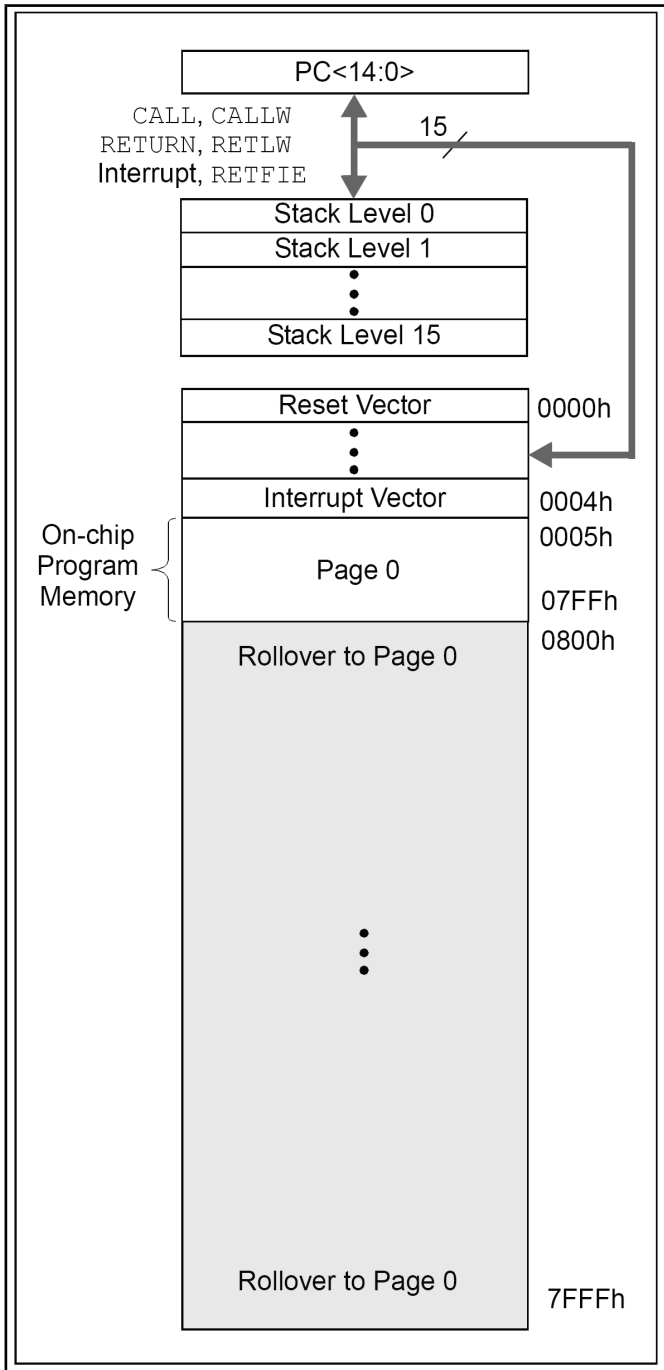 PC<14:0>
CALL, CALLW
RETURN, RETLW
Interrupt, RETFIE
15
Stack Level 0
Stack Level 1
Stack Level 15
Reset Vector
0000h
Interrupt Vector
0004h
On-chip
Program
Memory
Page 0
0005h
07FFh
Rollover to Page 0
0800h
Rollover to Page 0
7FFFh